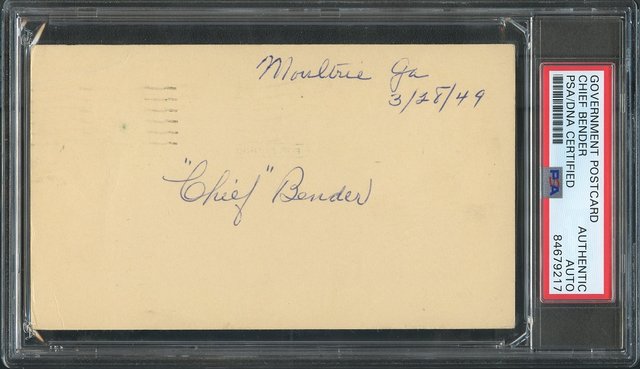 Moultrie Ga
3/28/49
"Chief" Bender
GOVERNMENT POSTCARD
CHIEF BENDER
PSA/DNA CERTIFIED
AUTHENTIC
AUTO
84679217
PSA